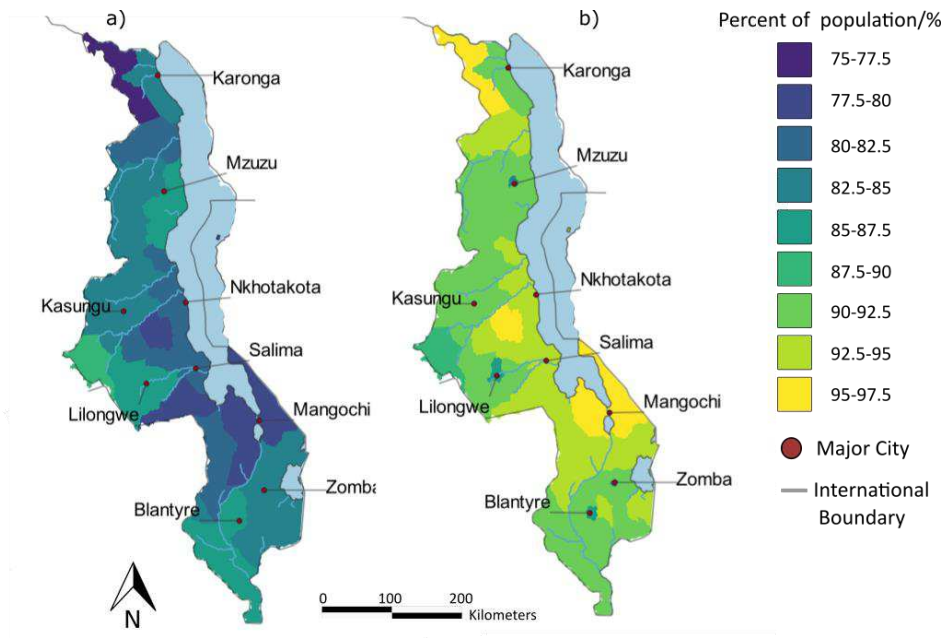 a)
Karonga
Mzuzu
Nkhotakota
Kasungu
Salima
Lilongwe
Mangochi
Zomba
Blantyre
N
b)
Karonga
Mzuzu
Nkhotakota
Kasungu
Salima
Lilongwe
Mangochi
Zomba
Blantyre
0 100 200
Kilometers
Percent of population/%
75-77.5
77.5-80
80-82.5
82.5-85
85-87.5
87.5-90
90-92.5
92.5-95
95-97.5
Major City
International
Boundary